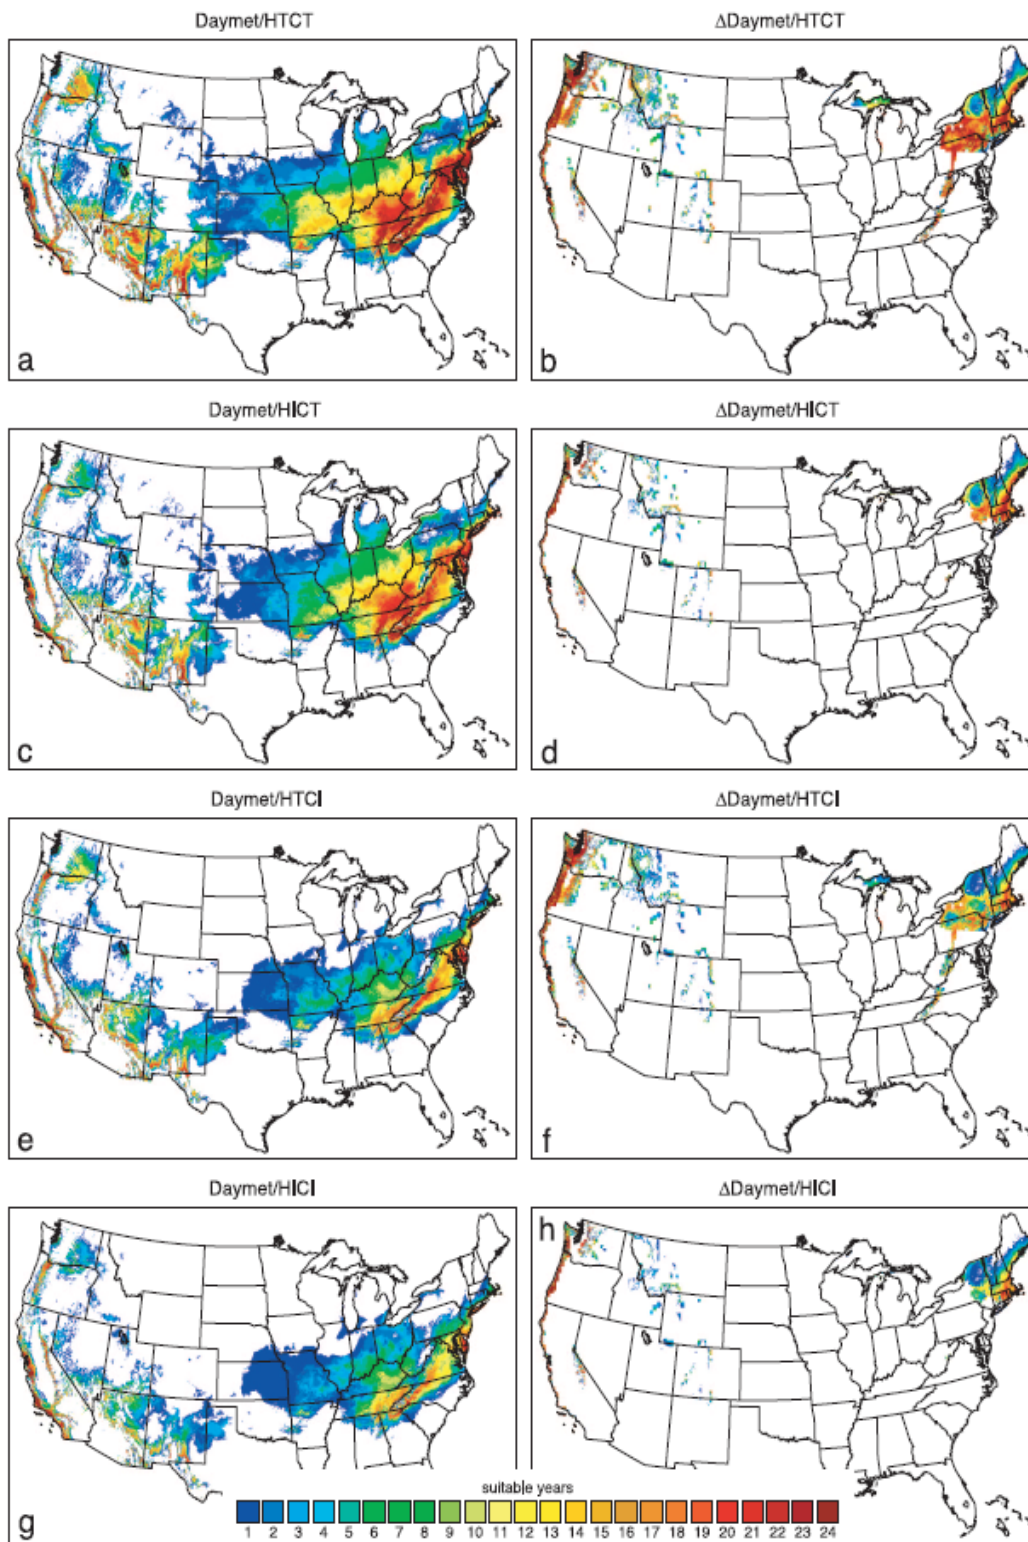 Daymet/HTCT
ΔDaymet/HTCT
a
b
Daymet/HICT
ΔDaymet/HICT
c
d
Daymet/HTCI
ΔDaymet/HTCI
e
f
Daymet/HICI
ΔDaymet/HICI
h
g
suitable years
1 2 3 4 5 6 7 8 9 10 11 12 13 14 15 16 17 18 19 20 21 22 23 24